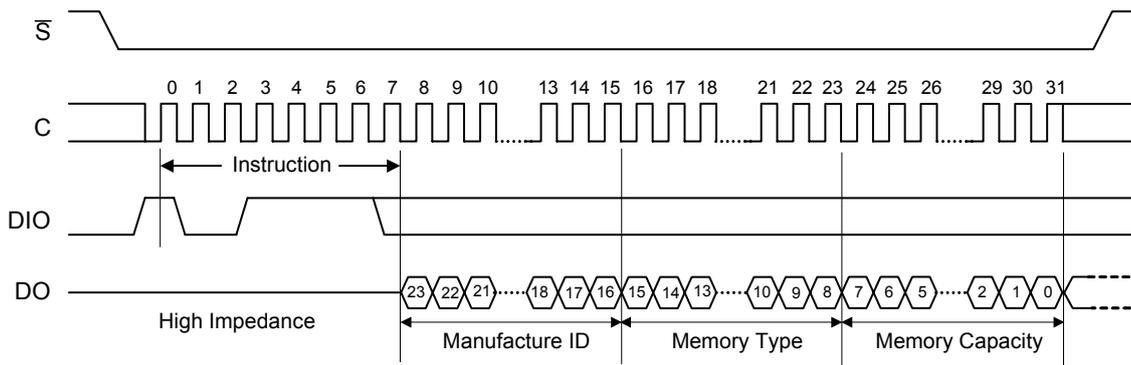 S
0 1 2 3 4 5 6 7 8 9 10 13 14 15 16 17 18 21 22 23 24 25 26 29 30 31
C
Instruction
DIO
DO
23 22 21 18 17 16 15 14 13 10 9 8 7 6 5 2 1 0
High Impedance
Manufacture ID
Memory Type
Memory Capacity